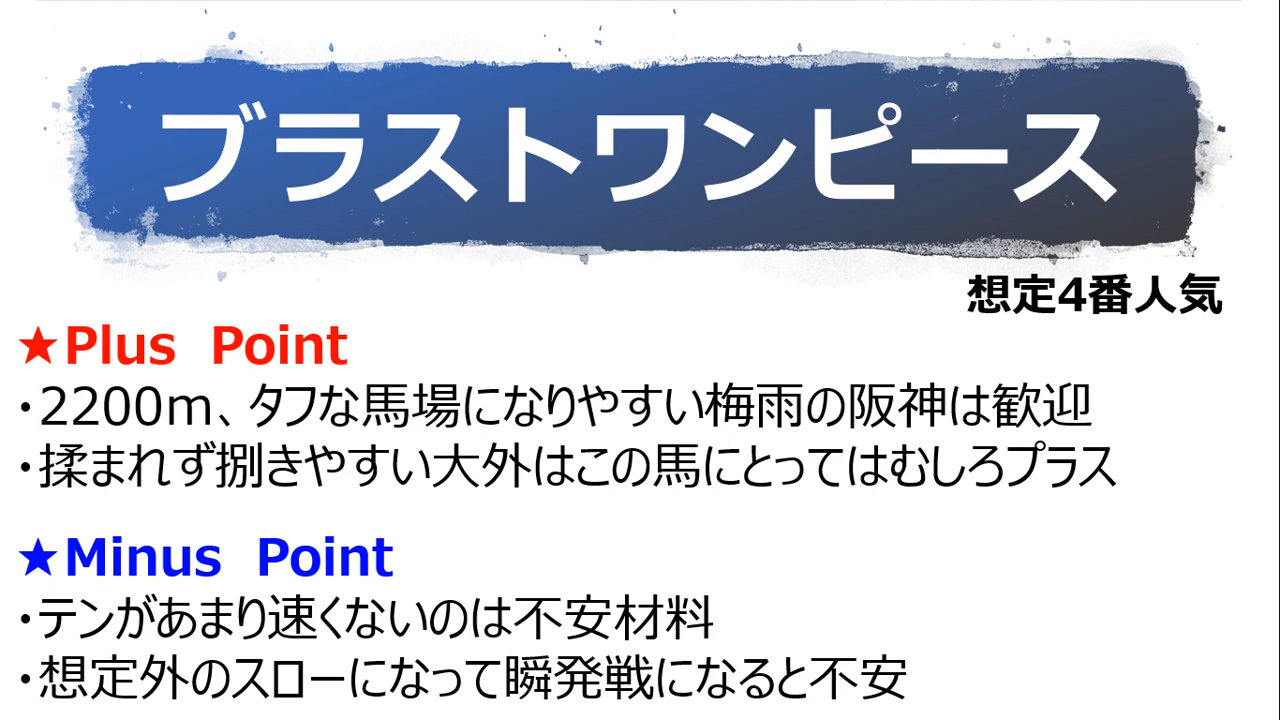 ブラストワンピース
想定4番人気
★Plus Point
・2200m、タフな馬場になりやすい梅雨の阪神は歓迎
・揉まれず捌きやすい大外はこの馬にとってはむしろプラス
★Minus Point
・テンがあまり速くないのは不安材料
・想定外のスローになって瞬発戦になると不安